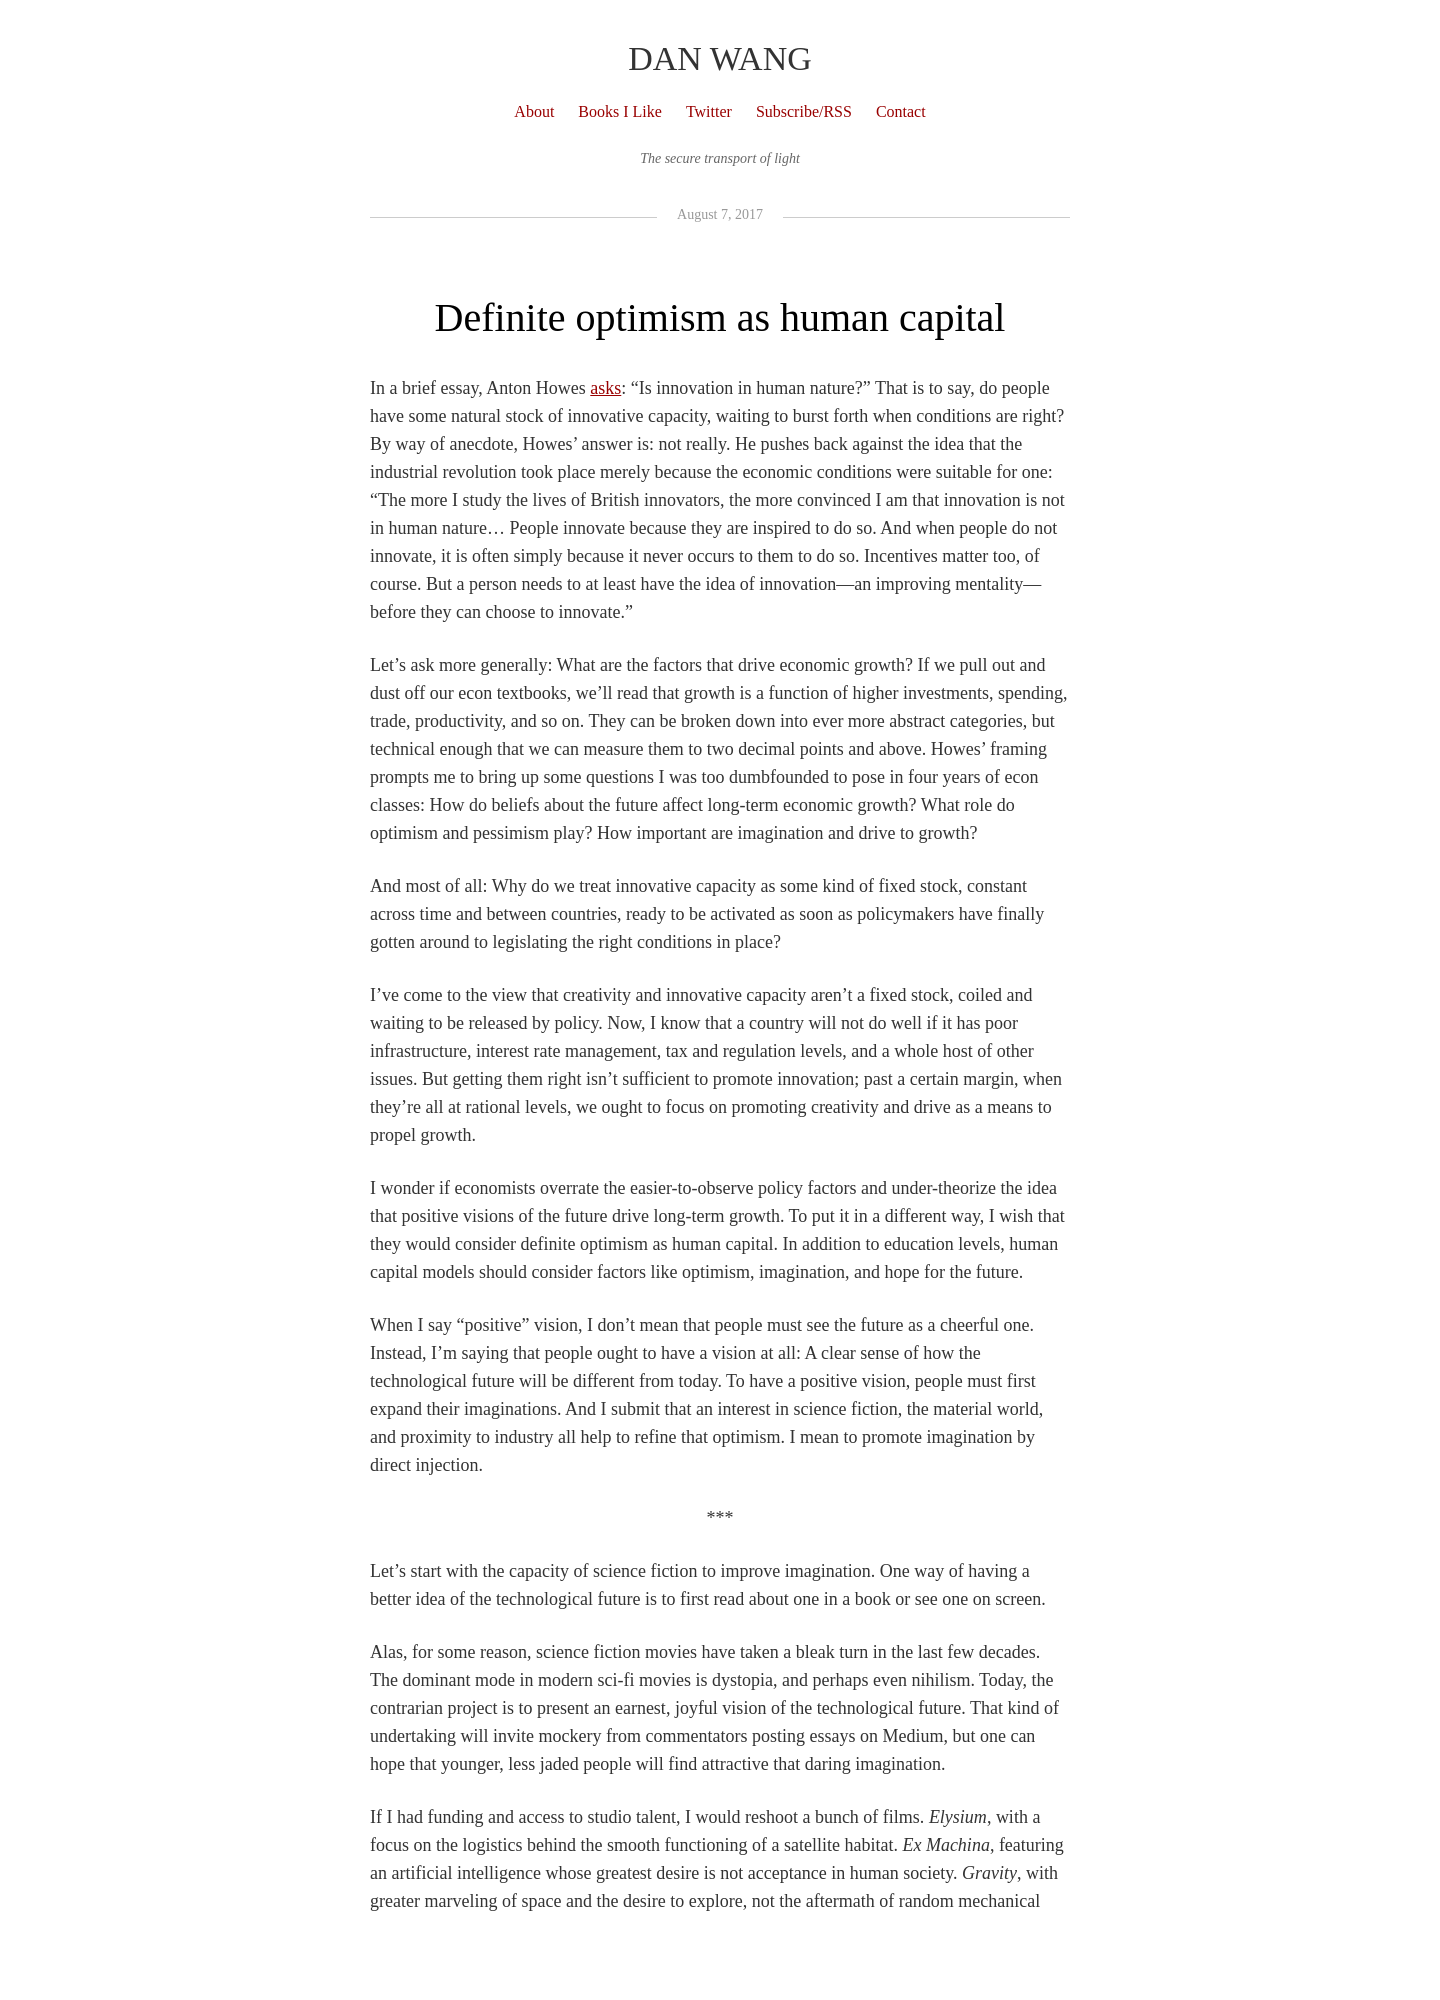 DAN WANG
About Books I Like Twitter Subscribe/RSS Contact
The secure transport of light
August 7, 2017
Definite optimism as human capital
In a brief essay, Anton Howes asks: “Is innovation in human nature?” That is to say, do people
have some natural stock of innovative capacity, waiting to burst forth when conditions are right?
By way of anecdote, Howes’ answer is: not really. He pushes back against the idea that the
industrial revolution took place merely because the economic conditions were suitable for one:
“The more I study the lives of British innovators, the more convinced I am that innovation is not
in human nature… People innovate because they are inspired to do so. And when people do not
innovate, it is often simply because it never occurs to them to do so. Incentives matter too, of
course. But a person needs to at least have the idea of innovation—an improving mentality—
before they can choose to innovate.”
Let’s ask more generally: What are the factors that drive economic growth? If we pull out and
dust off our econ textbooks, we’ll read that growth is a function of higher investments, spending,
trade, productivity, and so on. They can be broken down into ever more abstract categories, but
technical enough that we can measure them to two decimal points and above. Howes’ framing
prompts me to bring up some questions I was too dumbfounded to pose in four years of econ
classes: How do beliefs about the future affect long-term economic growth? What role do
optimism and pessimism play? How important are imagination and drive to growth?
And most of all: Why do we treat innovative capacity as some kind of fixed stock, constant
across time and between countries, ready to be activated as soon as policymakers have finally
gotten around to legislating the right conditions in place?
I’ve come to the view that creativity and innovative capacity aren’t a fixed stock, coiled and
waiting to be released by policy. Now, I know that a country will not do well if it has poor
infrastructure, interest rate management, tax and regulation levels, and a whole host of other
issues. But getting them right isn’t sufficient to promote innovation; past a certain margin, when
they’re all at rational levels, we ought to focus on promoting creativity and drive as a means to
propel growth.
I wonder if economists overrate the easier-to-observe policy factors and under-theorize the idea
that positive visions of the future drive long-term growth. To put it in a different way, I wish that
they would consider definite optimism as human capital. In addition to education levels, human
capital models should consider factors like optimism, imagination, and hope for the future.
When I say “positive” vision, I don’t mean that people must see the future as a cheerful one.
Instead, I’m saying that people ought to have a vision at all: A clear sense of how the
technological future will be different from today. To have a positive vision, people must first
expand their imaginations. And I submit that an interest in science fiction, the material world,
and proximity to industry all help to refine that optimism. I mean to promote imagination by
direct injection.
***
Let’s start with the capacity of science fiction to improve imagination. One way of having a
better idea of the technological future is to first read about one in a book or see one on screen.
Alas, for some reason, science fiction movies have taken a bleak turn in the last few decades.
The dominant mode in modern sci-fi movies is dystopia, and perhaps even nihilism. Today, the
contrarian project is to present an earnest, joyful vision of the technological future. That kind of
undertaking will invite mockery from commentators posting essays on Medium, but one can
hope that younger, less jaded people will find attractive that daring imagination.
If I had funding and access to studio talent, I would reshoot a bunch of films. Elysium, with a
focus on the logistics behind the smooth functioning of a satellite habitat. Ex Machina, featuring
an artificial intelligence whose greatest desire is not acceptance in human society. Gravity, with
greater marveling of space and the desire to explore, not the aftermath of random mechanical